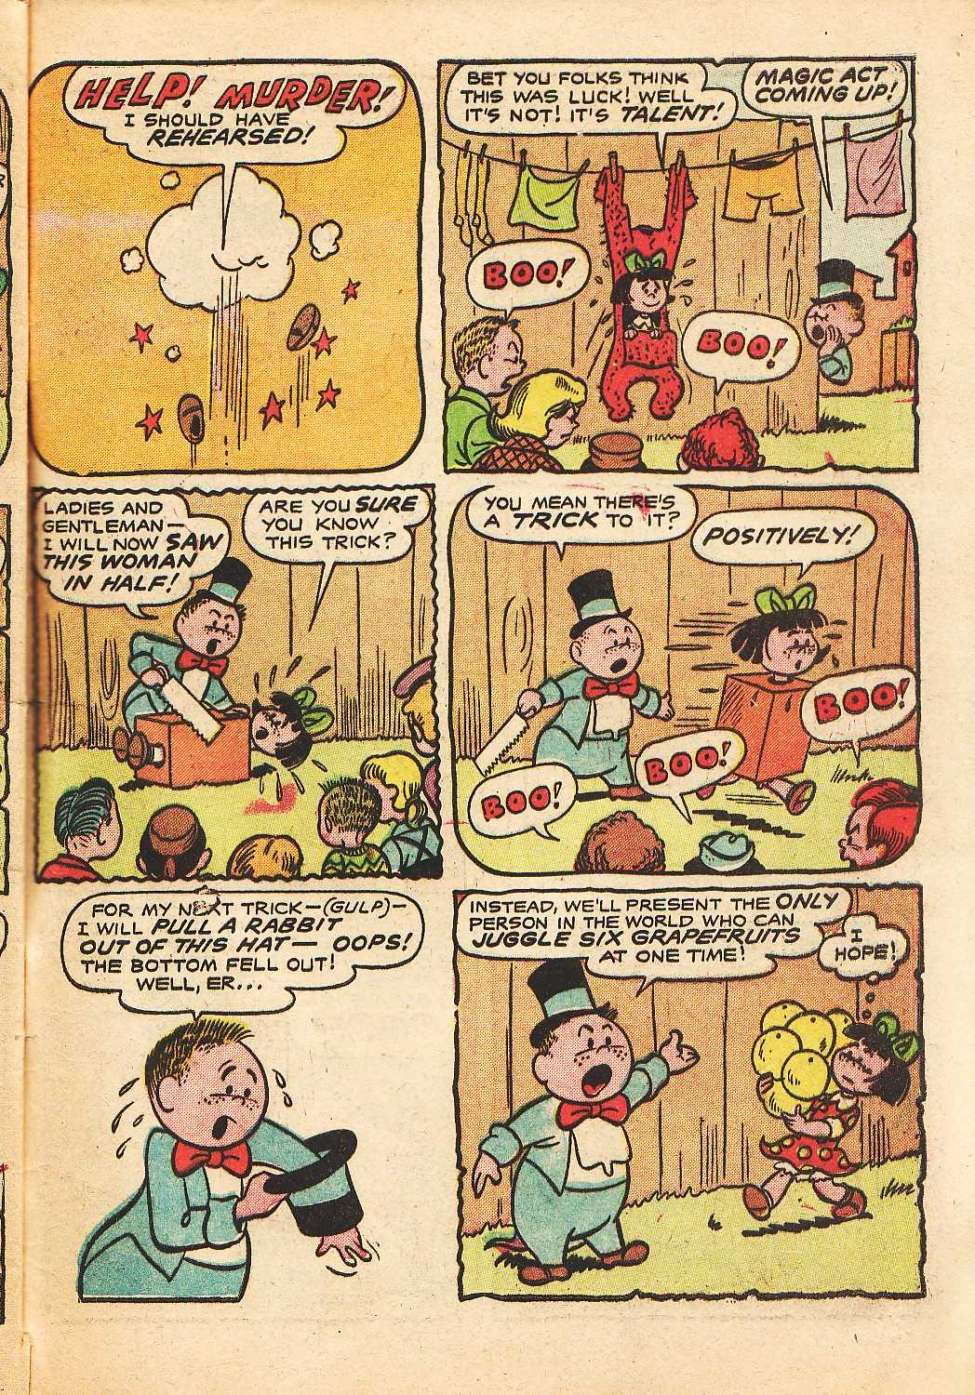 HELP! MURDER!
I SHOULD HAVE
REHEARSED!
BET YOU FOLKS THINK
THIS WAS LUCK! WELL
IT'S NOT! IT'S TALENT!
MAGIC ACT
COMING UP!
BOO!
BOO!
LADIES AND
GENTLEMAN—
I WILL NOW SAW
THIS WOMAN
IN HALF!
ARE YOU SURE
YOU KNOW
THIS TRICK?
YOU MEAN THERE'S
A TRICK TO IT?
POSITIVELY!
BOO!
BOO!
BOO!
FOR MY NEXT TRICK—(GULP)—
I WILL PULL A RABBIT
OUT OF THIS HAT— OOPS!
THE BOTTOM FELL OUT!
WELL, ER...
INSTEAD, WE'LL PRESENT THE ONLY
PERSON IN THE WORLD WHO CAN
JUGGLE SIX GRAPEFRUITS
AT ONE TIME!
I
HOPE!